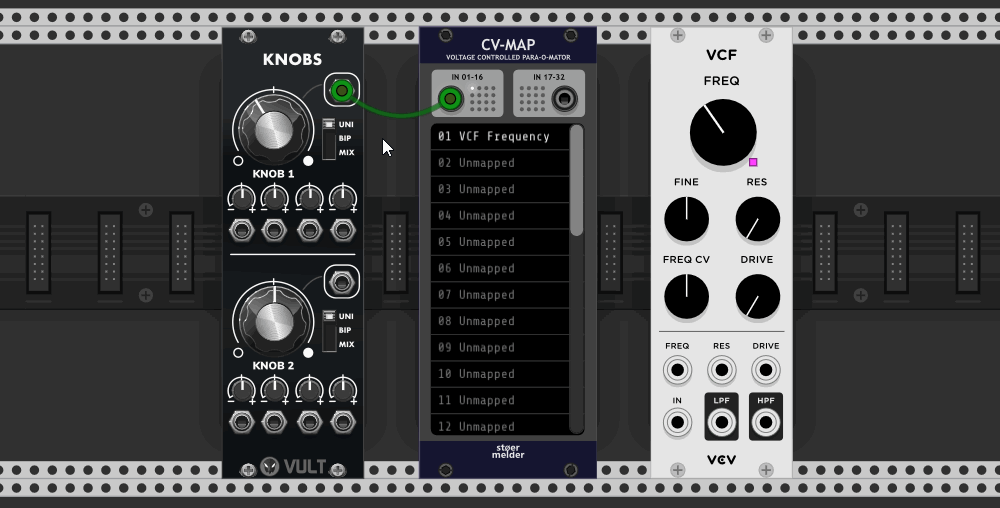 KNOBS
UNI
BIP
MIX
KNOB 1
UNI
BIP
MIX
KNOB 2
VULT
CV-MAP
VOLTAGE CONTROLLED PARA-O-MATOR
IN 01-16
IN 17-32
01 VCF Frequency
02 Unmapped
03 Unmapped
04 Unmapped
05 Unmapped
06 Unmapped
07 Unmapped
08 Unmapped
09 Unmapped
10 Unmapped
11 Unmapped
12 Unmapped
støer
melder
VCF
FREQ
FINE RES
FREQ CV DRIVE
FREQ RES DRIVE
IN LPF HPF
VCV